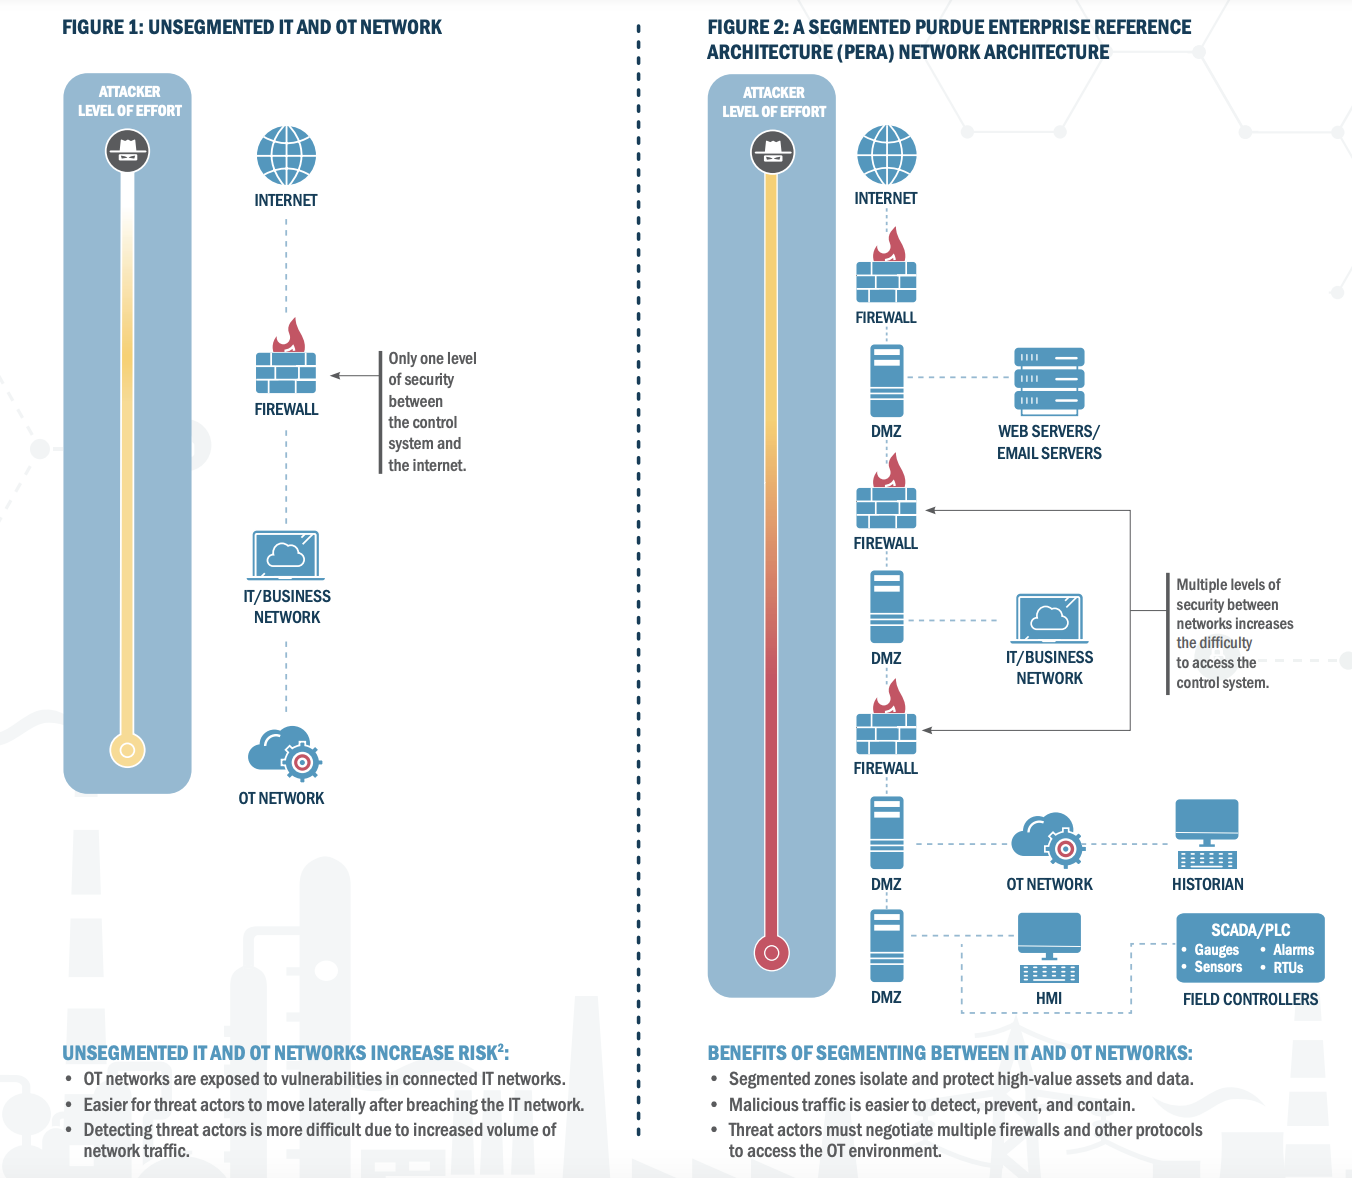 FIGURE 1: UNSEGMENTED IT AND OT NETWORK
ATTACKER
LEVEL OF EFFORT
INTERNET
FIREWALL
Only one level
of security
between
the control
system and
the internet.
IT/BUSINESS
NETWORK
OT NETWORK
UNSEGMENTED IT AND OT NETWORKS INCREASE RISK²:
• OT networks are exposed to vulnerabilities in connected IT networks.
• Easier for threat actors to move laterally after breaching the IT network.
• Detecting threat actors is more difficult due to increased volume of
network traffic.
FIGURE 2: A SEGMENTED PURDUE ENTERPRISE REFERENCE
ARCHITECTURE (PERA) NETWORK ARCHITECTURE
ATTACKER
LEVEL OF EFFORT
INTERNET
FIREWALL
DMZ
WEB SERVERS/
EMAIL SERVERS
FIREWALL
DMZ
IT/BUSINESS
NETWORK
Multiple levels of
security between
networks increases
the difficulty
to access the
control system.
FIREWALL
DMZ
OT NETWORK
HISTORIAN
DMZ
HMI
SCADA/PLC
• Gauges • Alarms
• Sensors • RTUs
FIELD CONTROLLERS
BENEFITS OF SEGMENTING BETWEEN IT AND OT NETWORKS:
• Segmented zones isolate and protect high-value assets and data.
• Malicious traffic is easier to detect, prevent, and contain.
• Threat actors must negotiate multiple firewalls and other protocols
to access the OT environment.